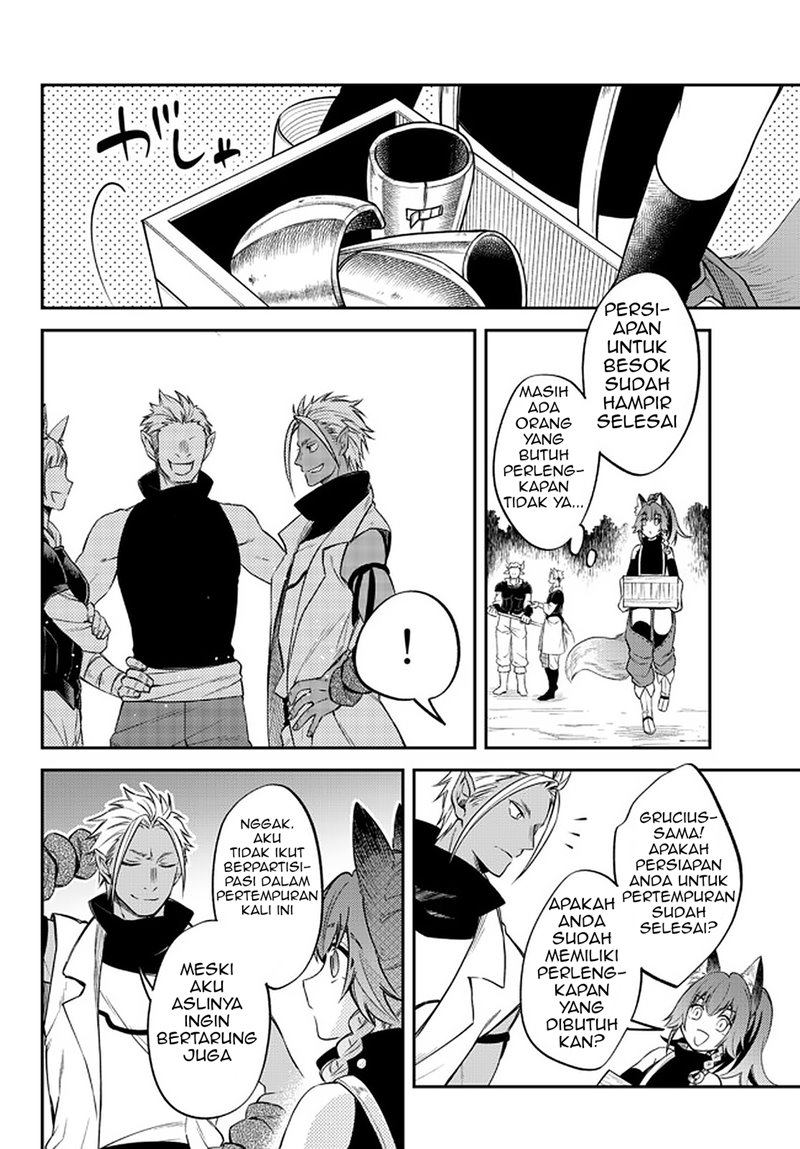 がしゃ
PERSI-
APAN
UNTUK
BESOK
SUDAH
HAMPIR
SELESAI
MASIH
ADA
ORANG
YANG
BUTUH
PERLENG-
KAPAN
TIDAK YA...
!
GRUCIUS-
SAMA!
APAKAH
PERSIAPAN
ANDA UNTUK
PERTEMPURAN
SUDAH
SELESAI?
APAKAH
ANDA
SUDAH
MEMILIKI
PERLENG-
KAPAN
YANG
DIBUTUH
KAN?
NGGAK.
AKU
TIDAK IKUT
BERPARTISI-
PASI DALAM
PERTEMPURAN
KALI INI
MESKI
AKU
ASLINYA
INGIN
BERTARUNG
JUGA